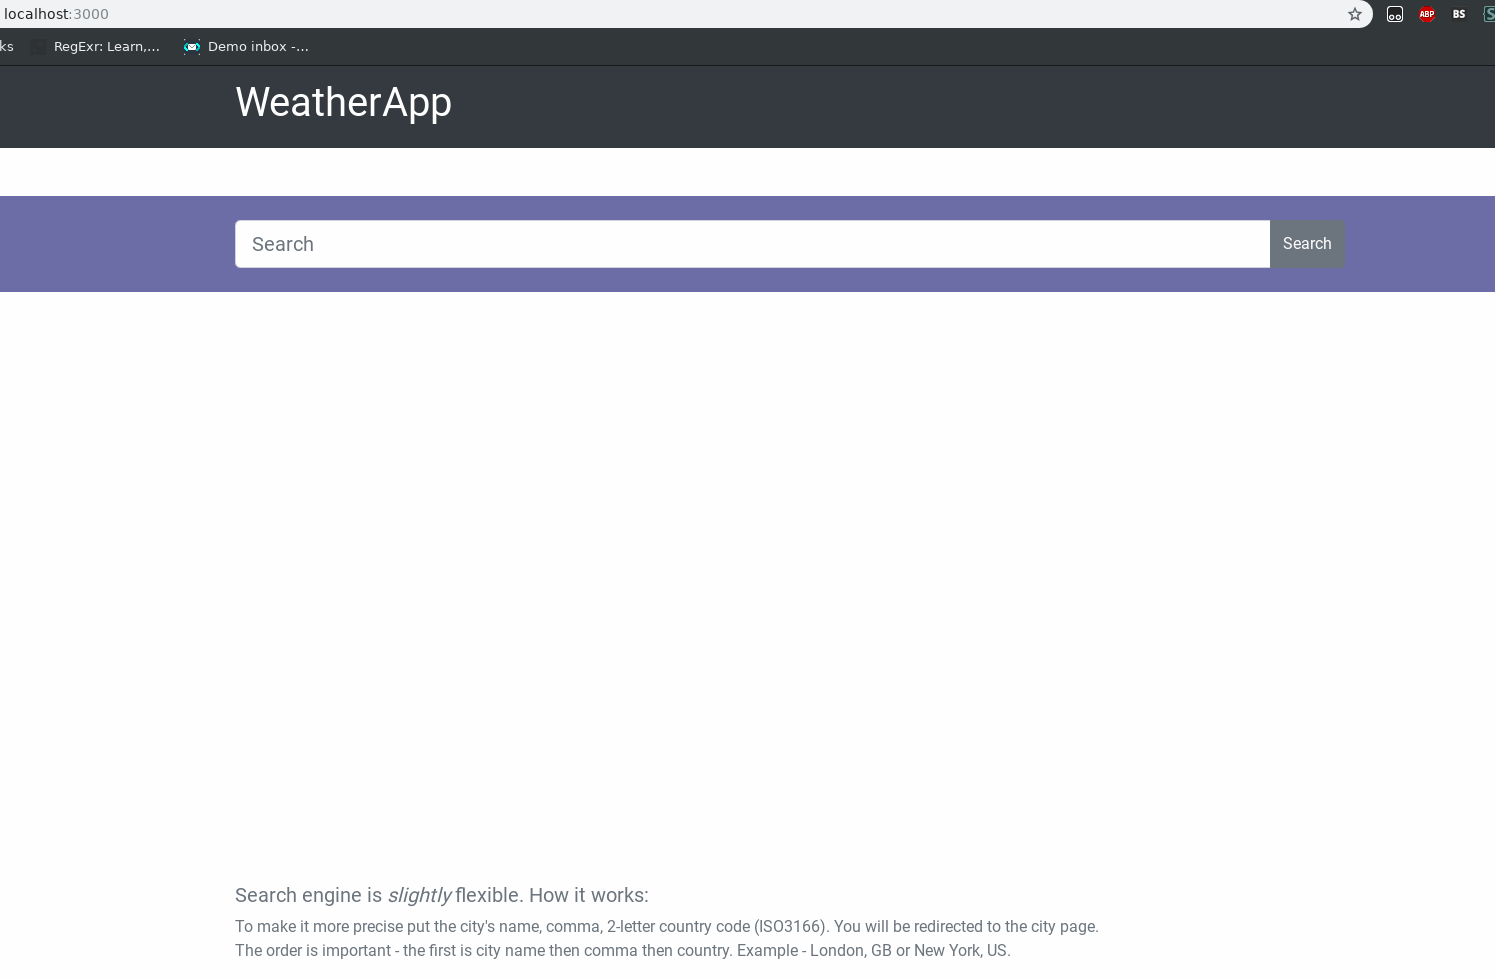 localhost:3000
ks RegExr: Learn,... Demo inbox -...
ABP BS
WeatherApp
Search Search
Search engine is slightly flexible. How it works:
To make it more precise put the city's name, comma, 2-letter country code (ISO3166). You will be redirected to the city page.
The order is important - the first is city name then comma then country. Example - London, GB or New York, US.